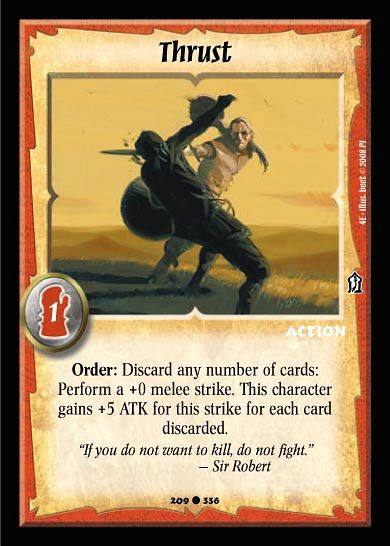 Thrust
4E • Illus. baet © 2008 PI
1
ACTION
Order: Discard any number of cards:
Perform a +0 melee strike. This character
gains +5 ATK for this strike for each card
discarded.
"If you do not want to kill, do not fight."
– Sir Robert
209 ● 336